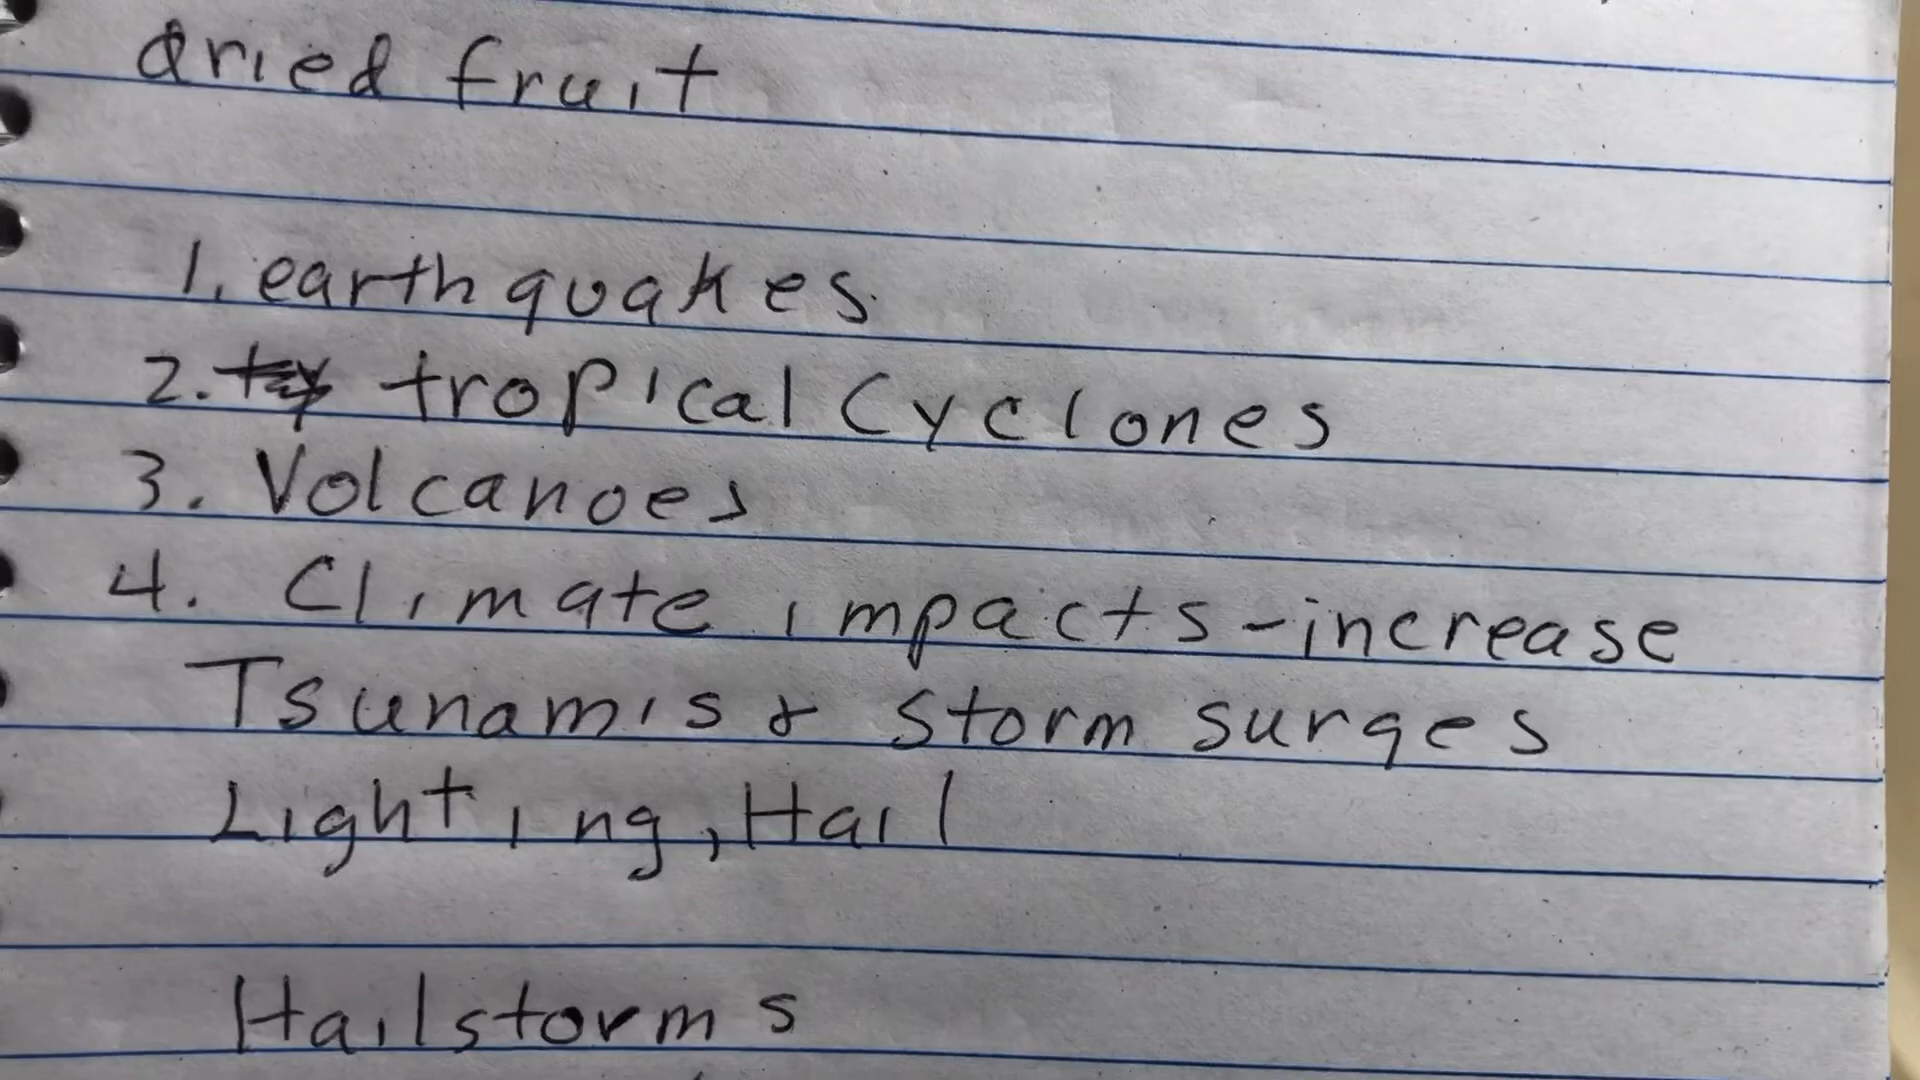 dried fruit
1. earthquakes
2. tropical Cyclones
3. Volcanoes
4. Climate impacts-increase
Tsunamis & Storm surges
Lighting, Hail
Hailstorms